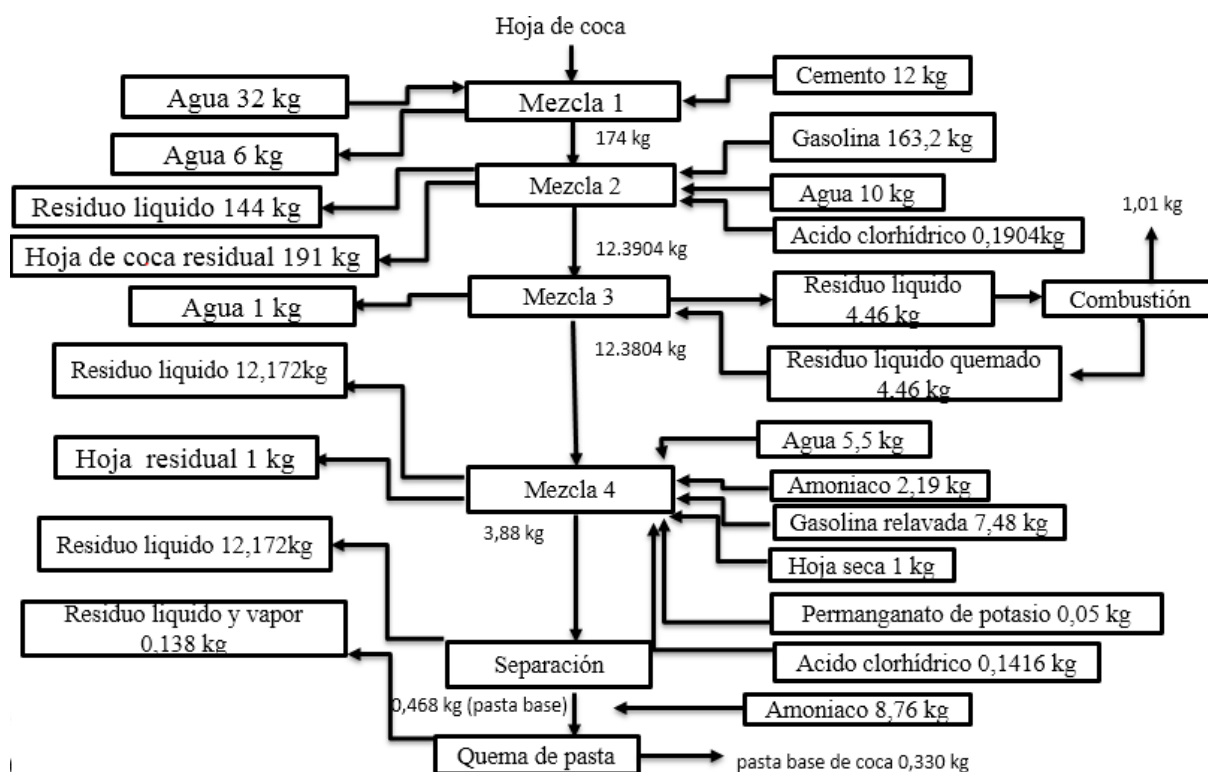 Hoja de coca
Agua 32 kg
Cemento 12 kg
Mezcla 1
Agua 6 kg
174 kg
Gasolina 163,2 kg
Mezcla 2
Agua 10 kg
Residuo liquido 144 kg
1,01 kg
Acido clorhídrico 0,1904kg
Hoja de coca residual 191 kg
12.3904 kg
Agua 1 kg
Mezcla 3
Residuo liquido
4.46 kg
Combustión
12.3804 kg
Residuo liquido 12,172kg
Residuo liquido quemado
4.46 kg
Agua 5,5 kg
Hoja residual 1 kg
Mezcla 4
Amoniaco 2,19 kg
Gasolina relavada 7,48 kg
3,88 kg
Residuo liquido 12,172kg
Hoja seca 1 kg
Residuo liquido y vapor
0,138 kg
Permanganato de potasio 0,05 kg
Separación
Acido clorhídrico 0,1416 kg
0,468 kg (pasta base)
Amoniaco 8,76 kg
Quema de pasta
pasta base de coca 0,330 kg